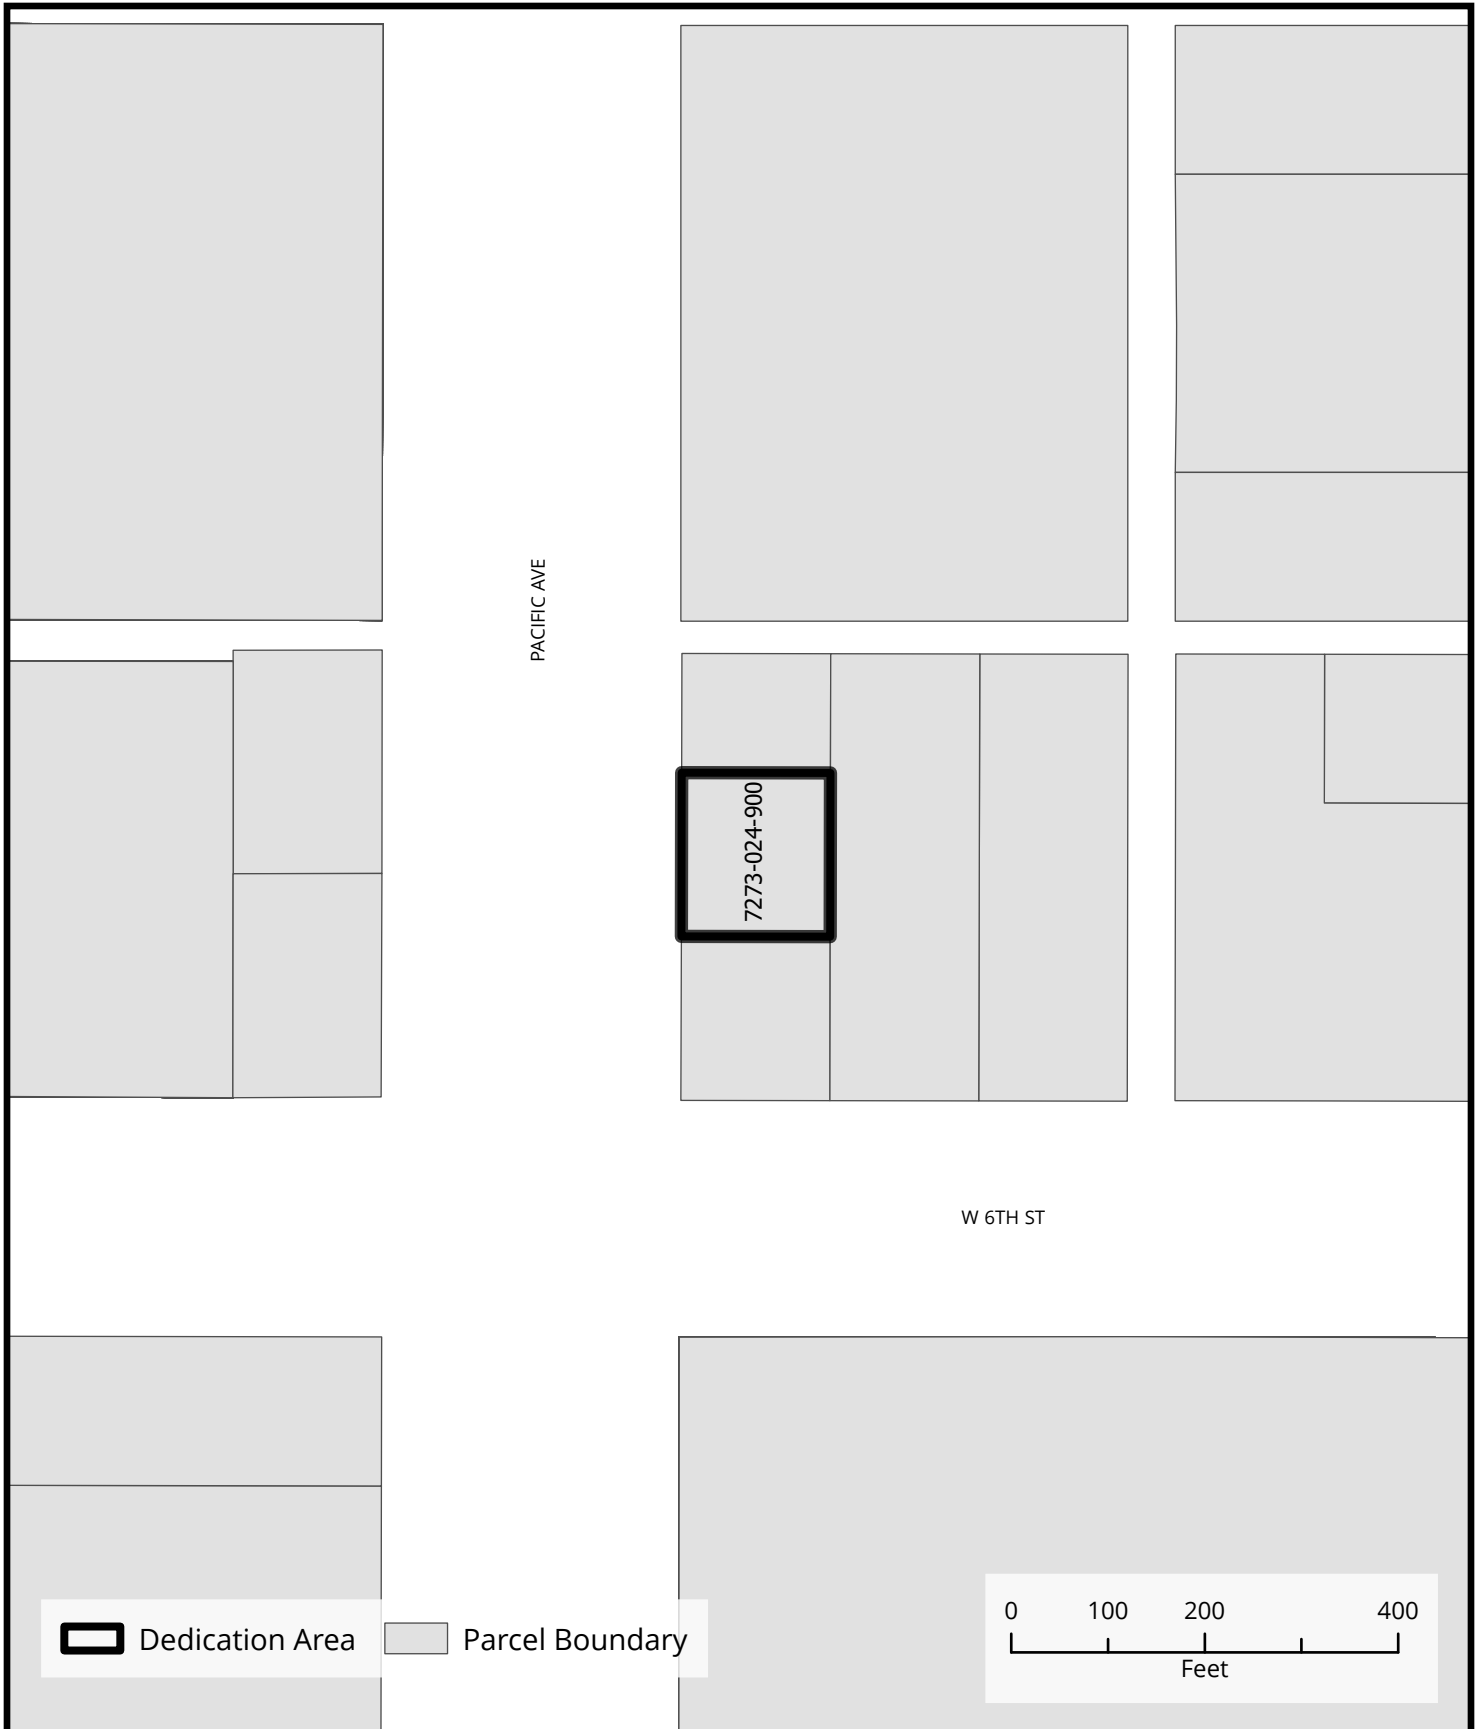 PACIFIC AVE
7273-024-900
W 6TH ST
Dedication Area
Parcel Boundary
0 100 200 400
Feet